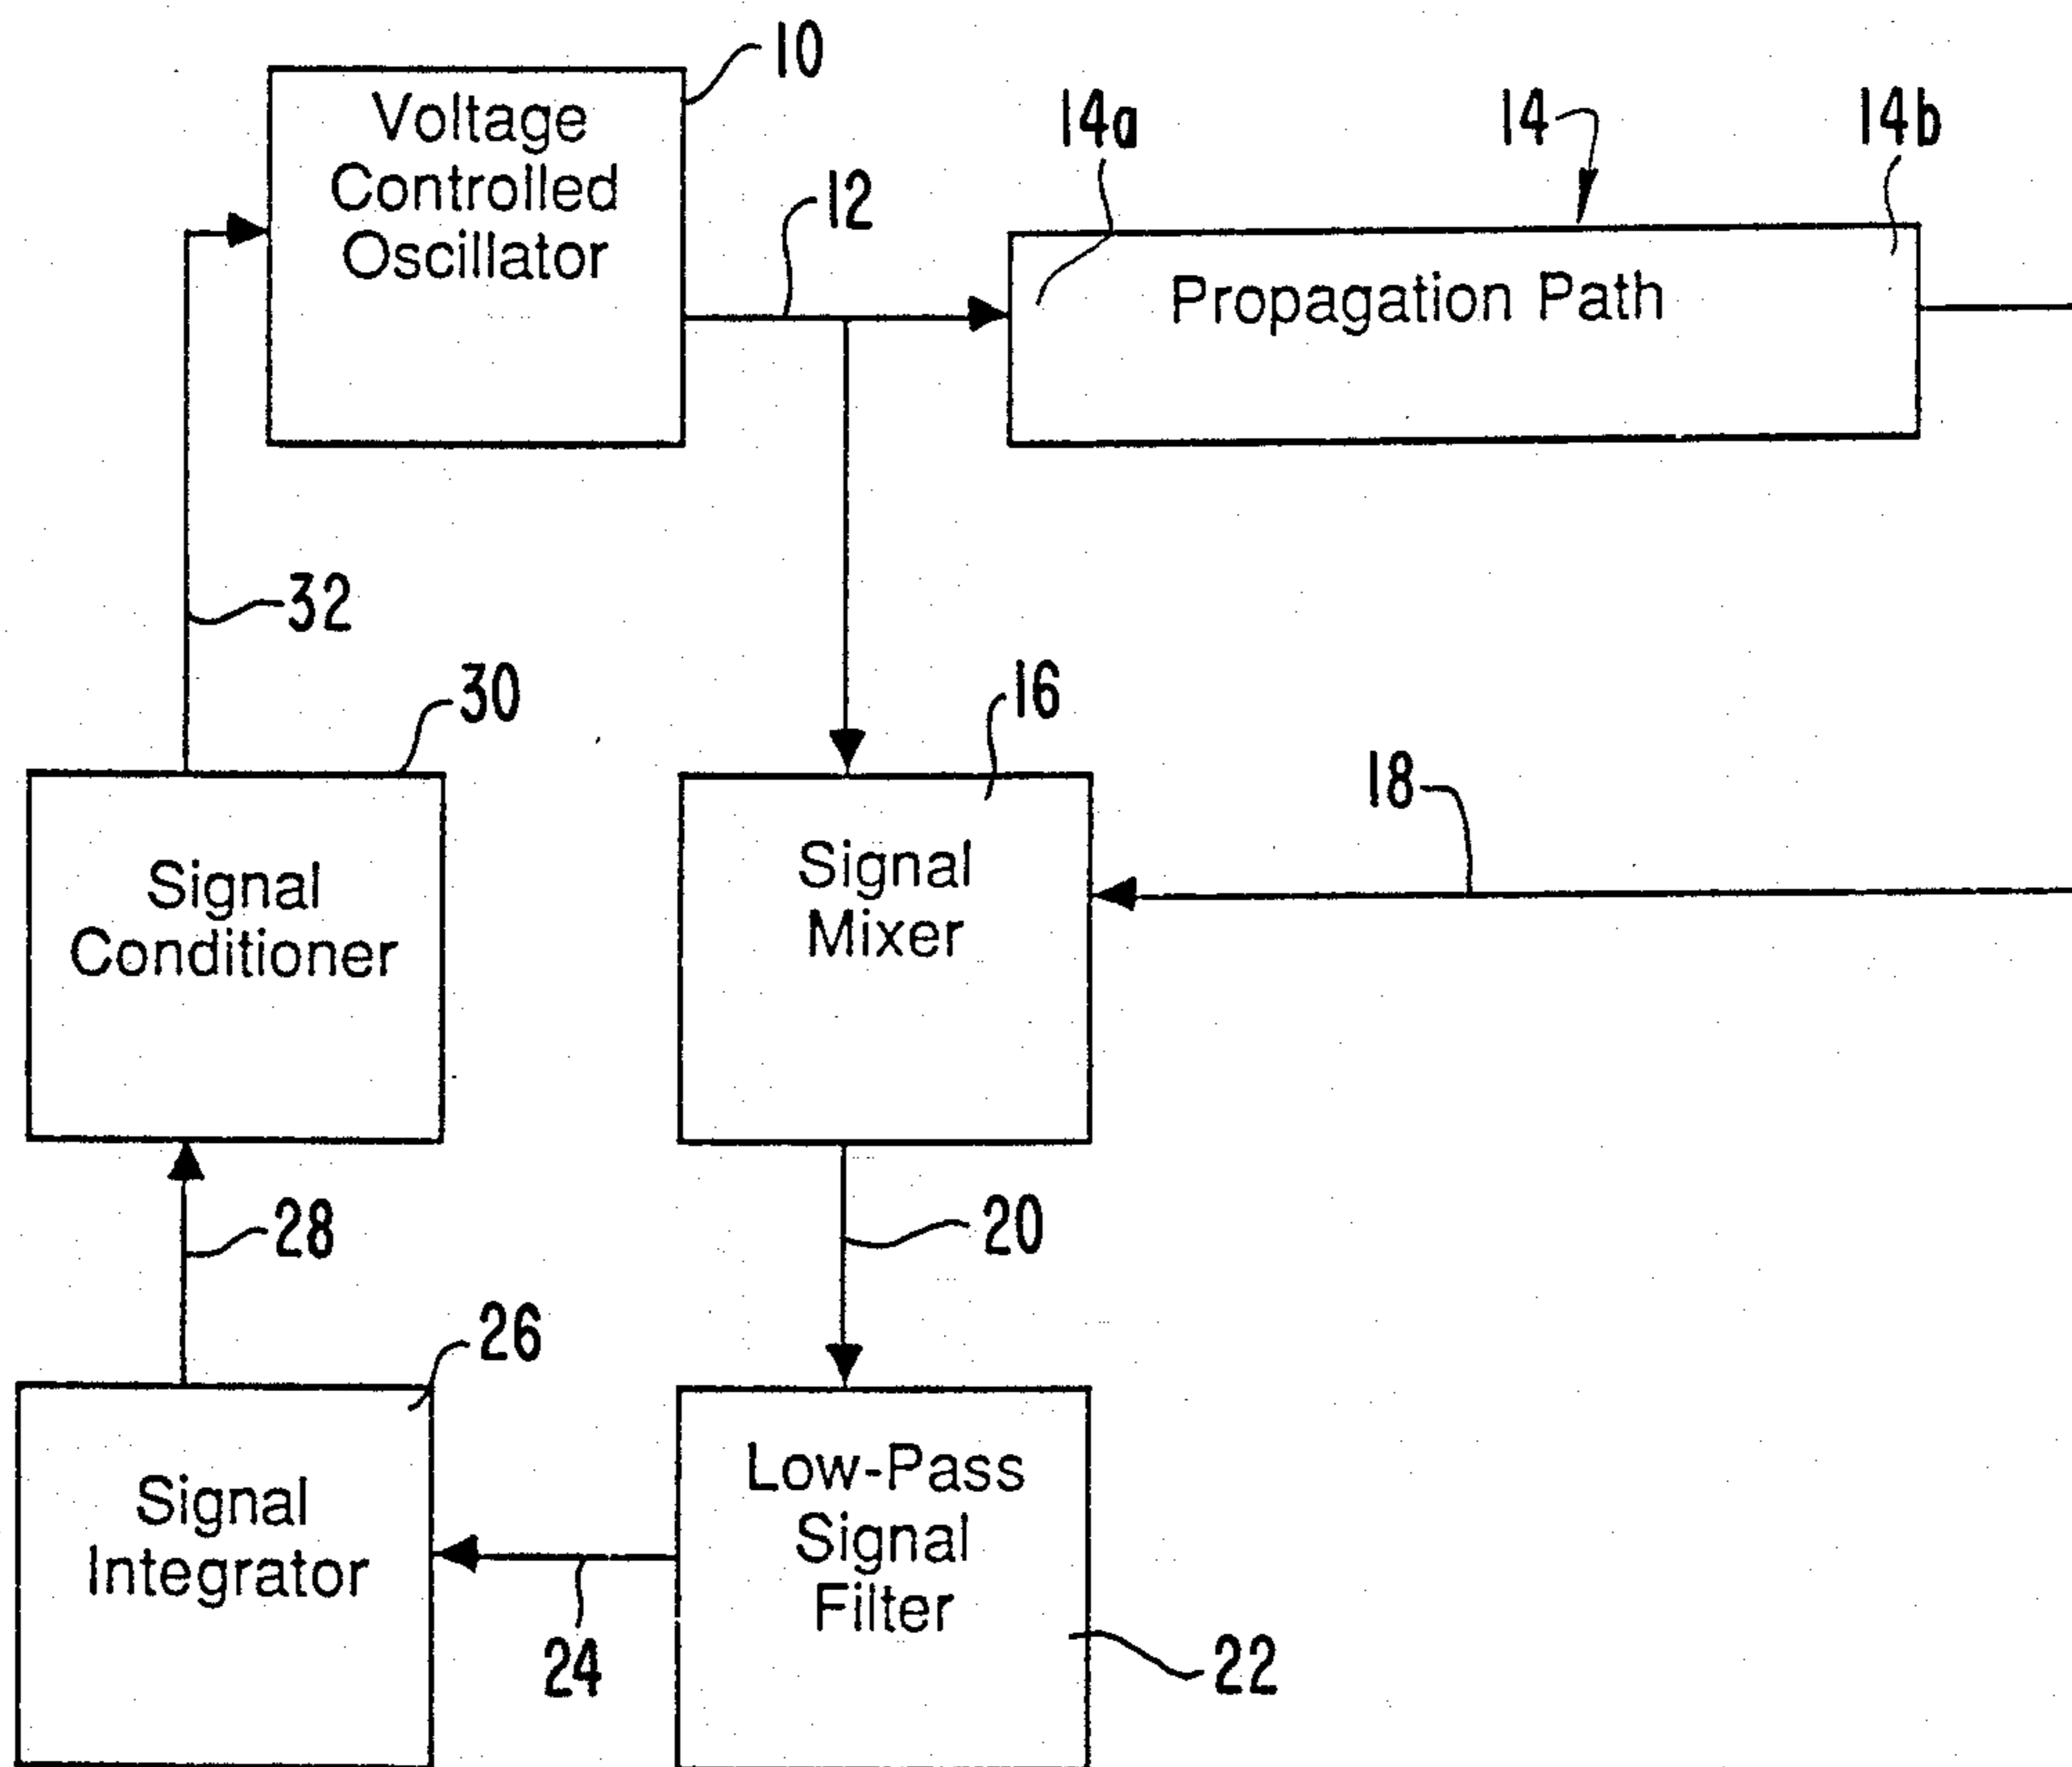 10
Voltage
Controlled
Oscillator
12
14a
14
14b
Propagation Path
32
30
16
18
Signal
Conditioner
Signal
Mixer
28
20
26
Signal
Integrator
24
Low-Pass
Signal
Filter
22